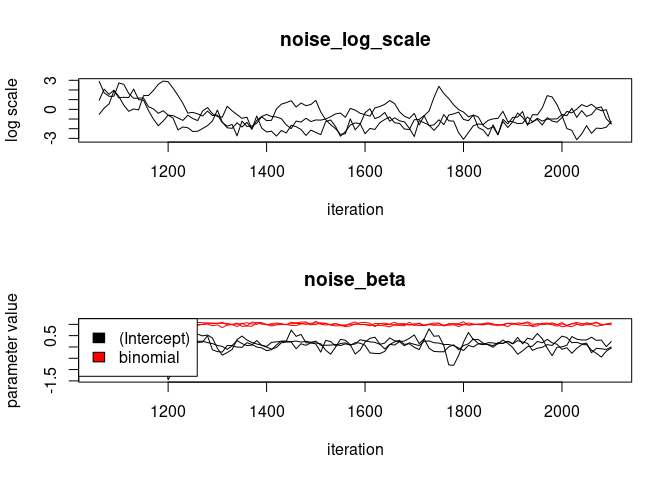 noise_log_scale
log scale
3
0
-3
1200 1400 1600 1800 2000
iteration
noise_beta
parameter value
0.5
-1.5
(Intercept)
binomial
1200 1400 1600 1800 2000
iteration